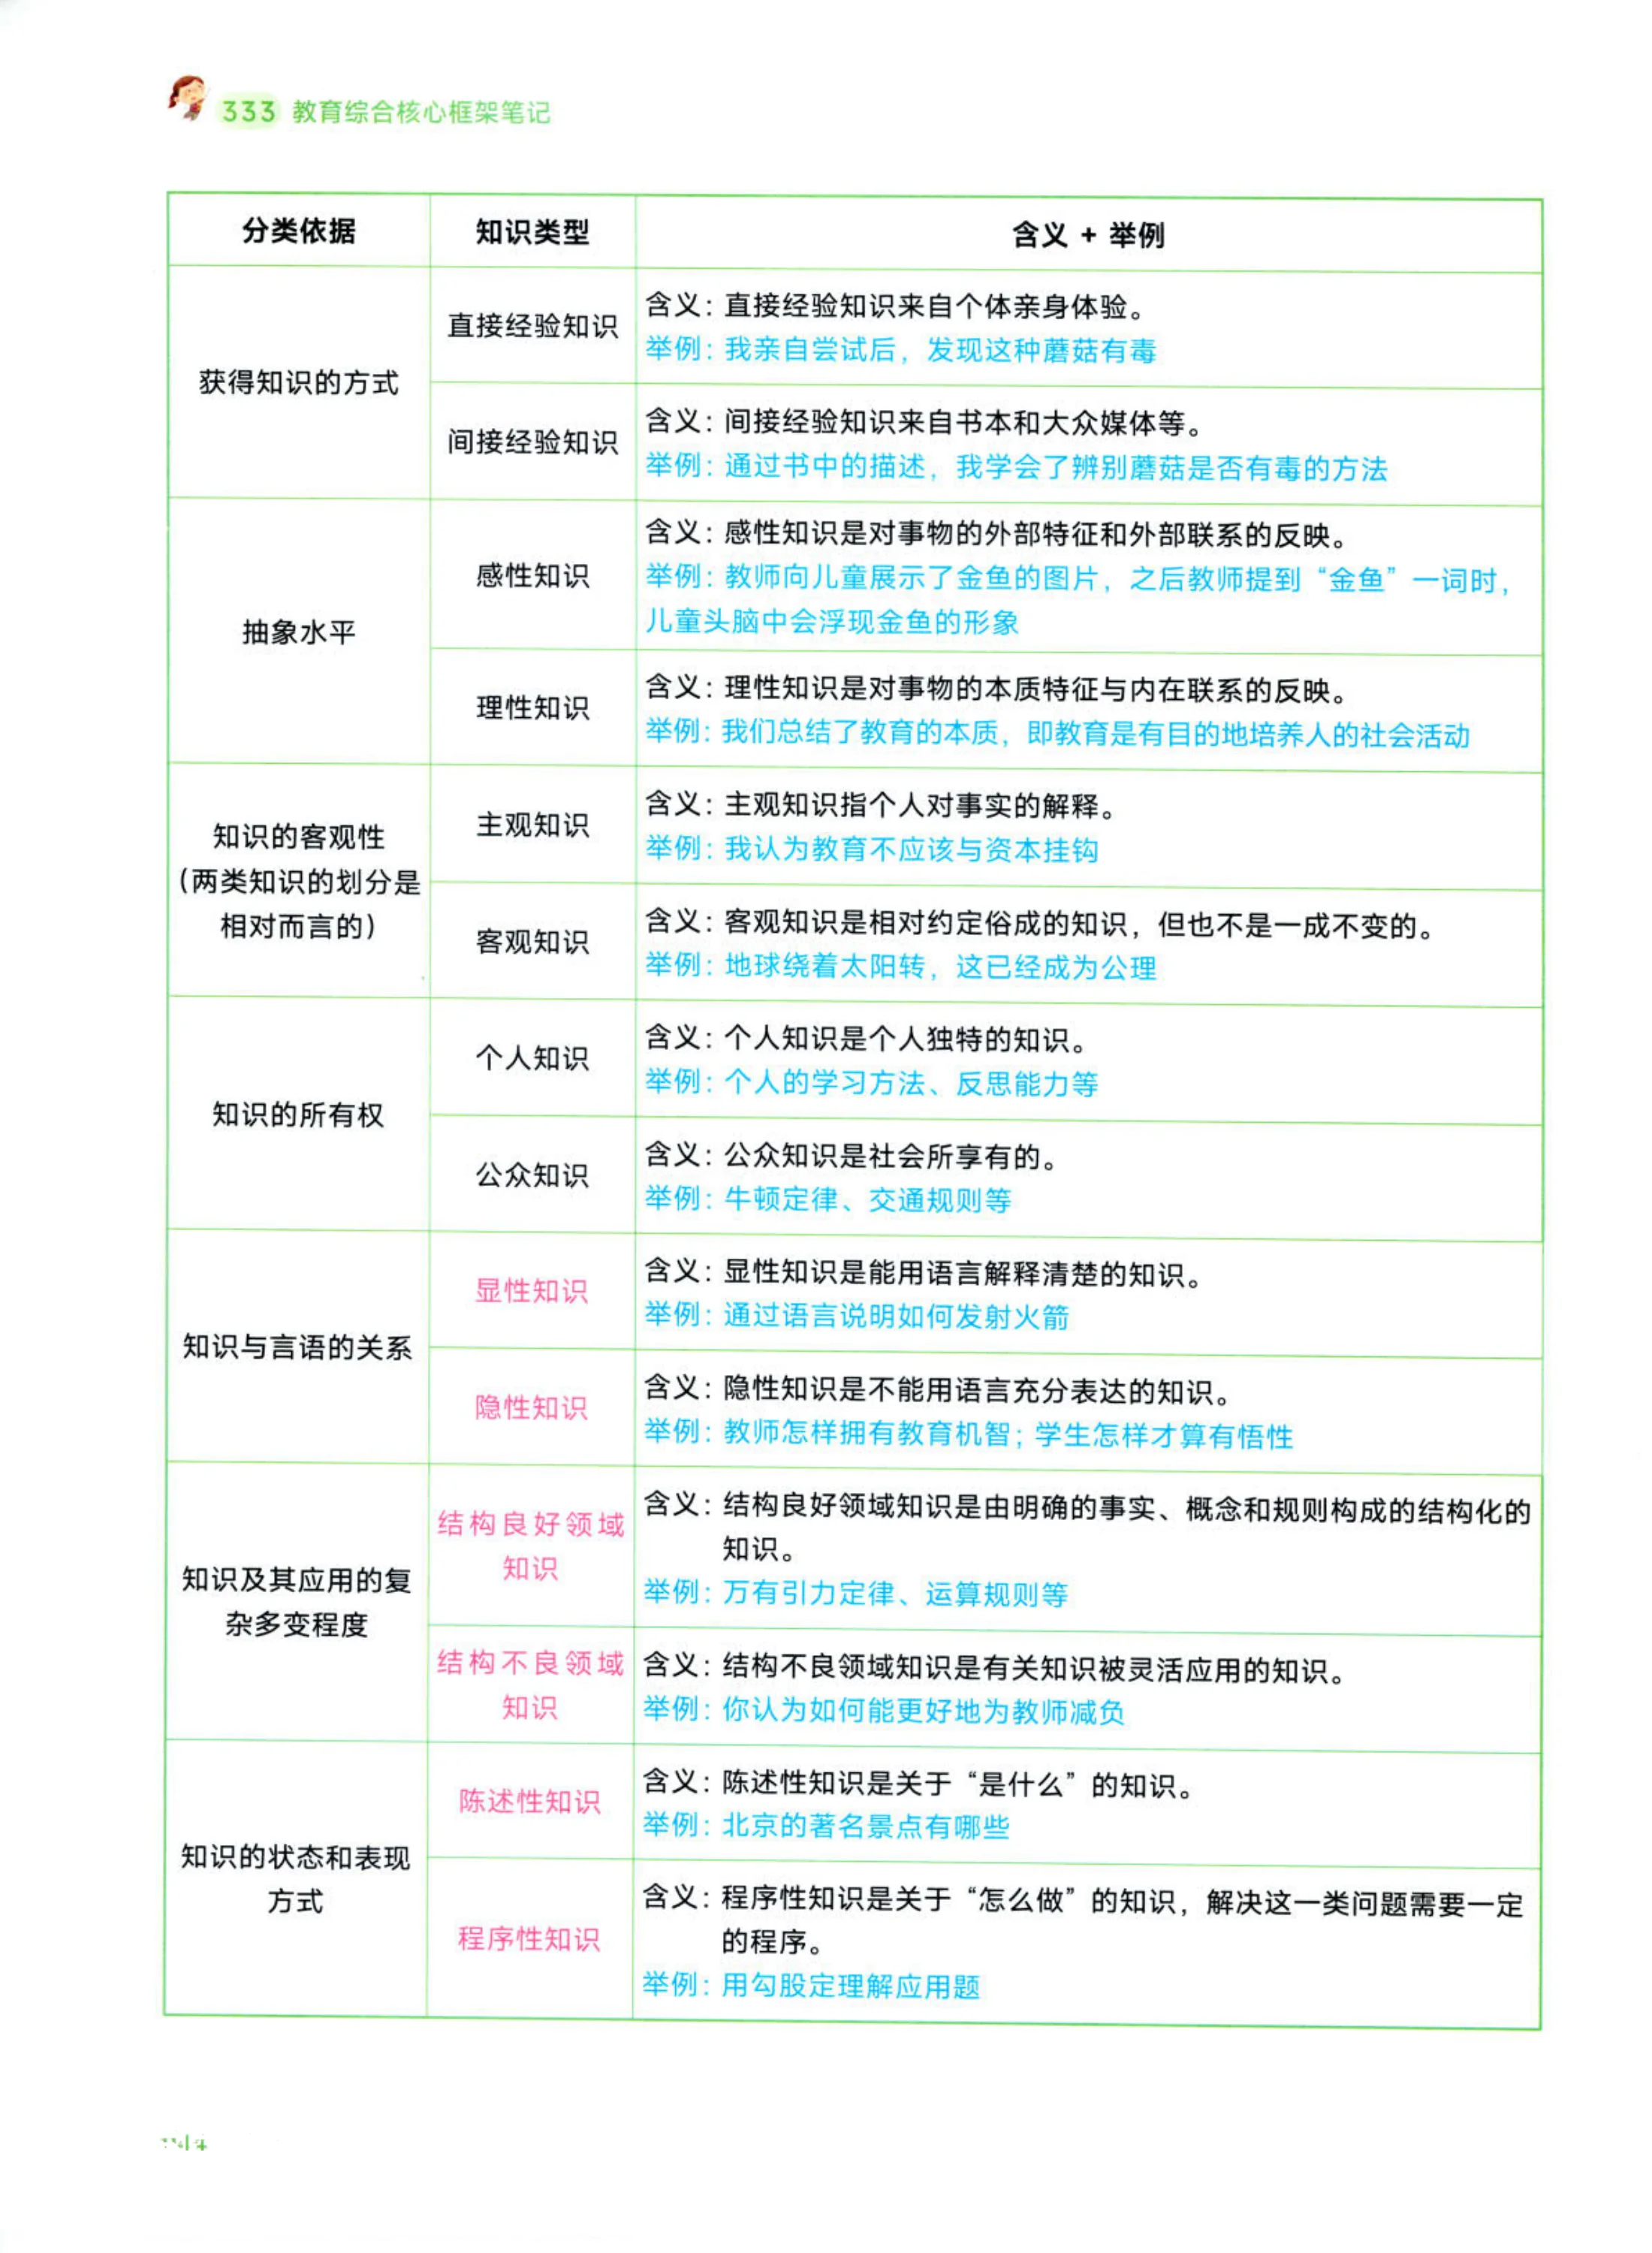 333 教育综合核心框架笔记
分类依据 知识类型 含义 + 举例
获得知识的方式
直接经验知识
含义：直接经验知识来自个体亲身体验。
举例：我亲自尝试后，发现这种蘑菇有毒
间接经验知识
含义：间接经验知识来自书本和大众媒体等。
举例：通过书中的描述，我学会了辨别蘑菇是否有毒的方法
抽象水平
感性知识
含义：感性知识是对事物的外部特征和外部联系的反映。
举例：教师向儿童展示了金鱼的图片，之后教师提到“金鱼”一词时，
儿童头脑中会浮现金鱼的形象
理性知识
含义：理性知识是对事物的本质特征与内在联系的反映。
举例：我们总结了教育的本质，即教育是有目的地培养人的社会活动
知识的客观性
（两类知识的划分是
相对而言的）
主观知识
含义：主观知识指个人对事实的解释。
举例：我认为教育不应该与资本挂钩
客观知识
含义：客观知识是相对约定俗成的知识，但也不是一成不变的。
举例：地球绕着太阳转，这已经成为公理
知识的所有权
个人知识
含义：个人知识是个人独特的知识。
举例：个人的学习方法、反思能力等
公众知识
含义：公众知识是社会所享有的。
举例：牛顿定律、交通规则等
知识与言语的关系
显性知识
含义：显性知识是能用语言解释清楚的知识。
举例：通过语言说明如何发射火箭
隐性知识
含义：隐性知识是不能用语言充分表达的知识。
举例：教师怎样拥有教育机智；学生怎样才算有悟性
知识及其应用的复
杂多变程度
结构良好领域
知识
含义：结构良好领域知识是由明确的事实、概念和规则构成的结构化的
知识。
举例：万有引力定律、运算规则等
结构不良领域
知识
含义：结构不良领域知识是有关知识被灵活应用的知识。
举例：你认为如何能更好地为教师减负
知识的状态和表现
方式
陈述性知识
含义：陈述性知识是关于“是什么”的知识。
举例：北京的著名景点有哪些
程序性知识
含义：程序性知识是关于“怎么做”的知识，解决这一类问题需要一定
的程序。
举例：用勾股定理解应用题